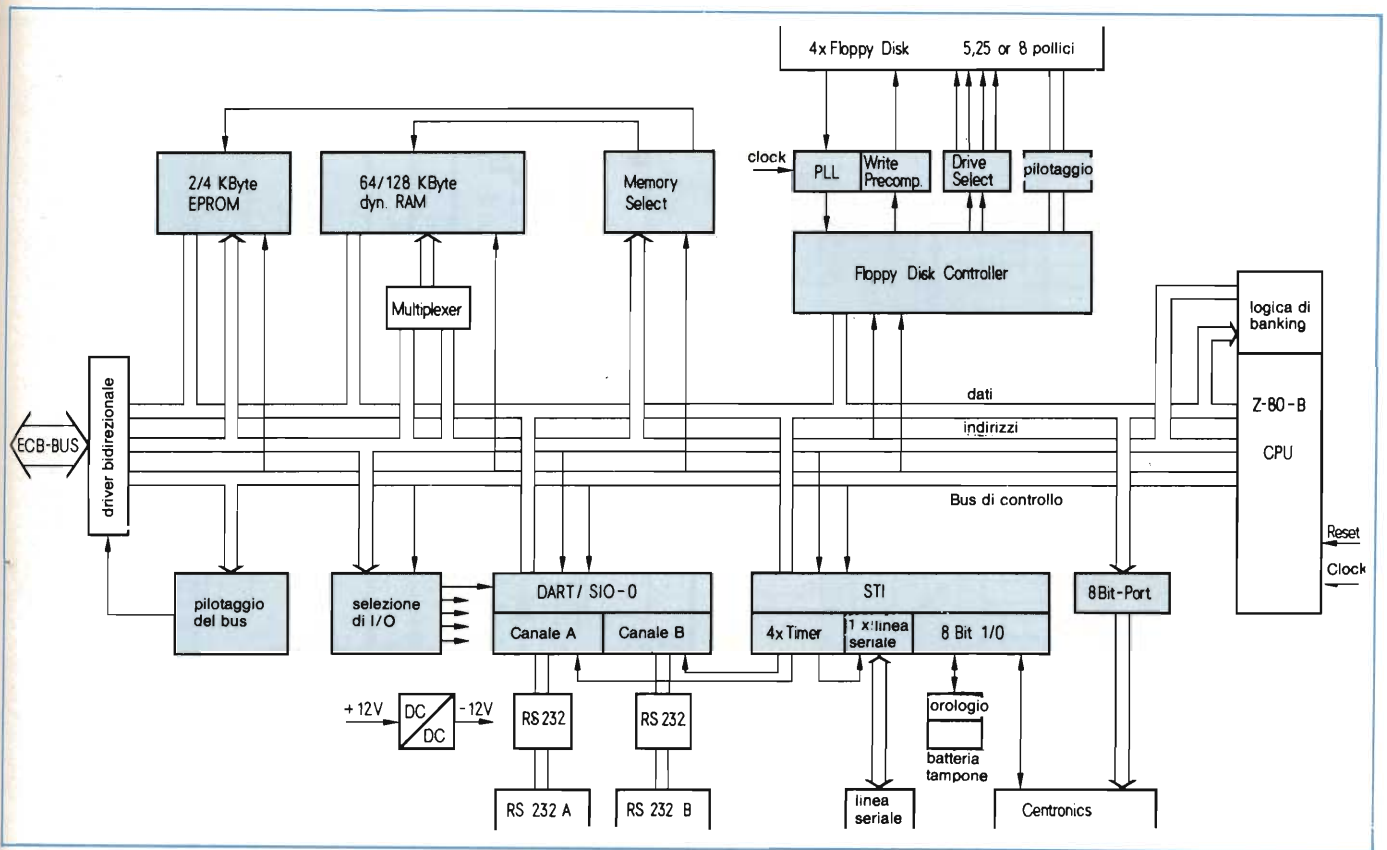 4x Floppy Disk 5,25 or 8 pollici
2/4 KByte
EPROM
64/128 KByte
dyn. RAM
Memory
Select
clock
PLL
Write
Precomp.
Drive
Select
pilotaggio
Floppy Disk Controller
Multiplexer
logica di
banking
ECB-BUS
driver bidirezionale
dati
indirizzi
Bus di controllo
Z-80-B
CPU
Reset
Clock
pilotaggio
del bus
selezione
di I/O
DART/ SIO-0
Canale A
Canale B
STI
4x Timer
1 x linea
seriale
8 Bit I/O
8Bit-Port
+12V
DC
DC
-12V
RS 232
RS 232
orologio
batteria
tampone
RS 232 A
RS 232 B
linea
seriale
Centronics